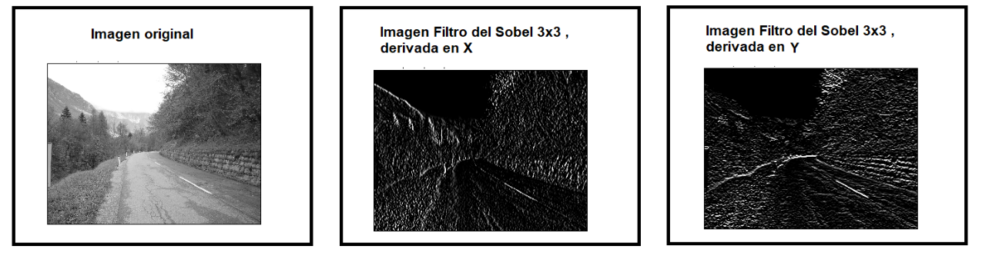 Imagen original
Imagen Filtro del Sobel 3x3 ,
derivada en X
Imagen Filtro del Sobel 3x3 ,
derivada en Y